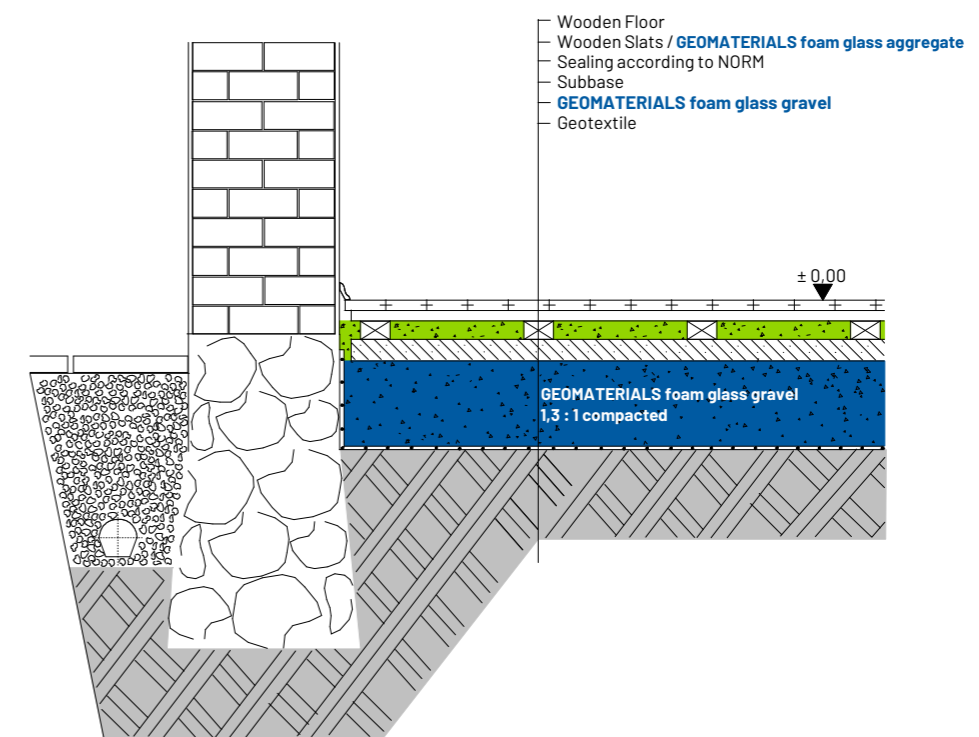 Wooden Floor
Wooden Slats / GEOMATERIALS foam glass aggregate
Sealing according to NORM
Subbase
GEOMATERIALS foam glass gravel
Geotextile
± 0,00
GEOMATERIALS foam glass gravel
1,3 : 1 compacted